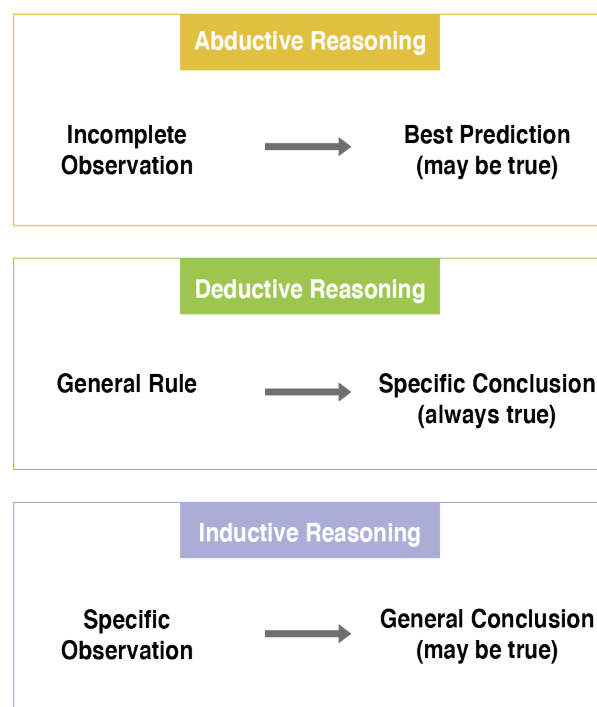 Abductive Reasoning
Incomplete
Observation
Best Prediction
(may be true)
Deductive Reasoning
General Rule
Specific Conclusion
(always true)
Inductive Reasoning
Specific
Observation
General Conclusion
(may be true)